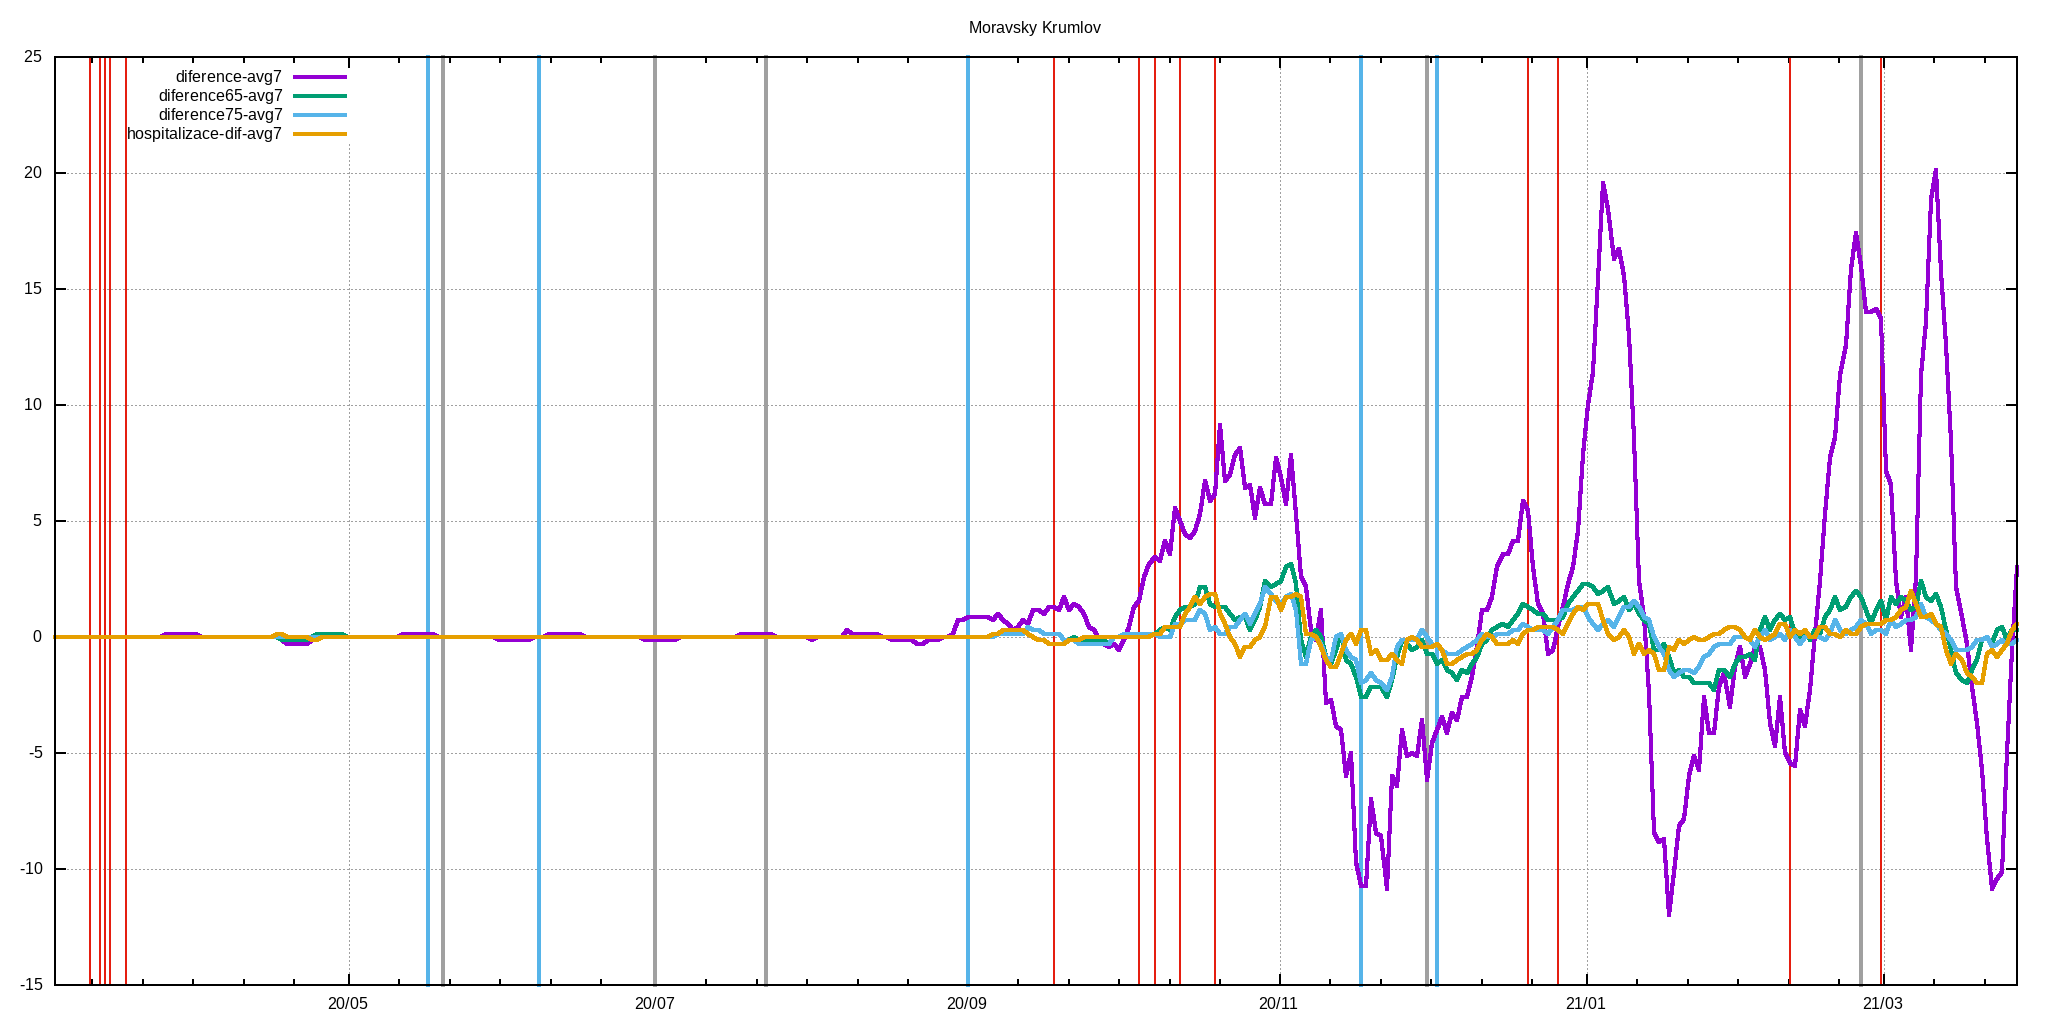 Moravsky Krumlov
25
20
15
10
5
0
-5
-10
-15
diference-avg7
diference65-avg7
diference75-avg7
hospitalizace-dif-avg7
20/05 20/07 20/09 20/11 21/01 21/03